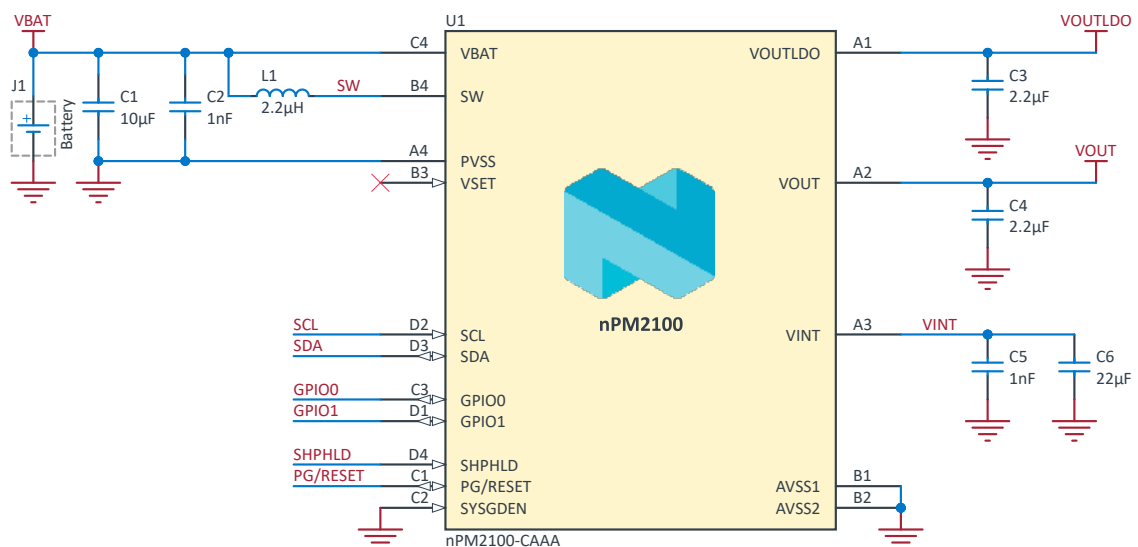 VBAT
J1
+
Battery
C1
10µF
C2
1nF
L1
2.2µH
SW
U1
C4
VBAT
B4
SW
A4
PVSS
B3
VSET
D2
SCL
SCL
D3
SDA
SDA
C3
GPIO0
GPIO0
D1
GPIO1
GPIO1
D4
SHPHLD
SHPHLD
C1
PG/RESET
PG/RESET
C2
SYSGDEN
nPM2100
nPM2100-CAAA
VOUTLDO
A1
VOUTLDO
C3
2.2µF
VOUT
A2
VOUT
C4
2.2µF
VINT
A3
VINT
C5
1nF
C6
22µF
AVSS1
B1
AVSS2
B2